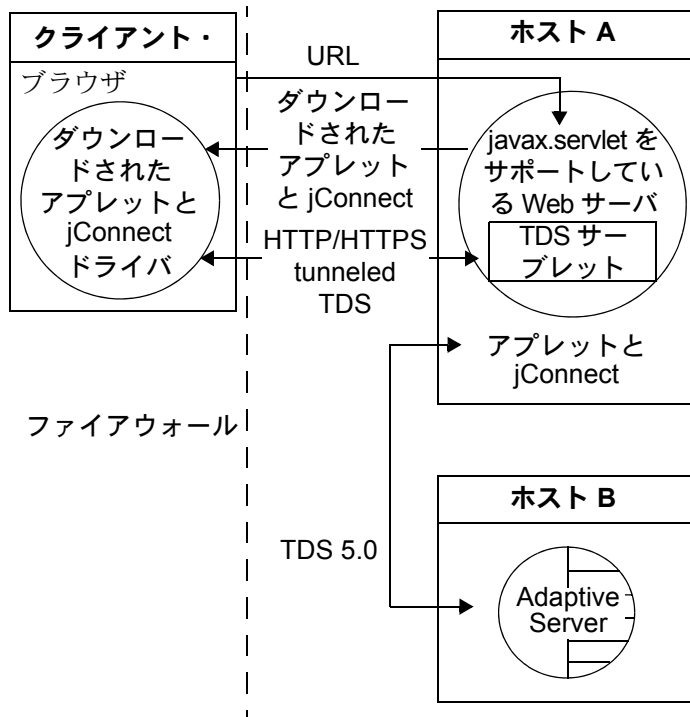 クライアント・
ブラウザ
ダウンロー
ドされた
アプレットと
jConnect
ドライバ
URL
ダウンロー
ドされた
アプレット
と jConnect
HTTP/HTTPS
tunneled
TDS
ホスト A
javax.servlet を
サポートしてい
る Web サーバ
TDS サー
ブレット
アプレットと
jConnect
ファイアウォール
TDS 5.0
ホスト B
Adaptive
Server